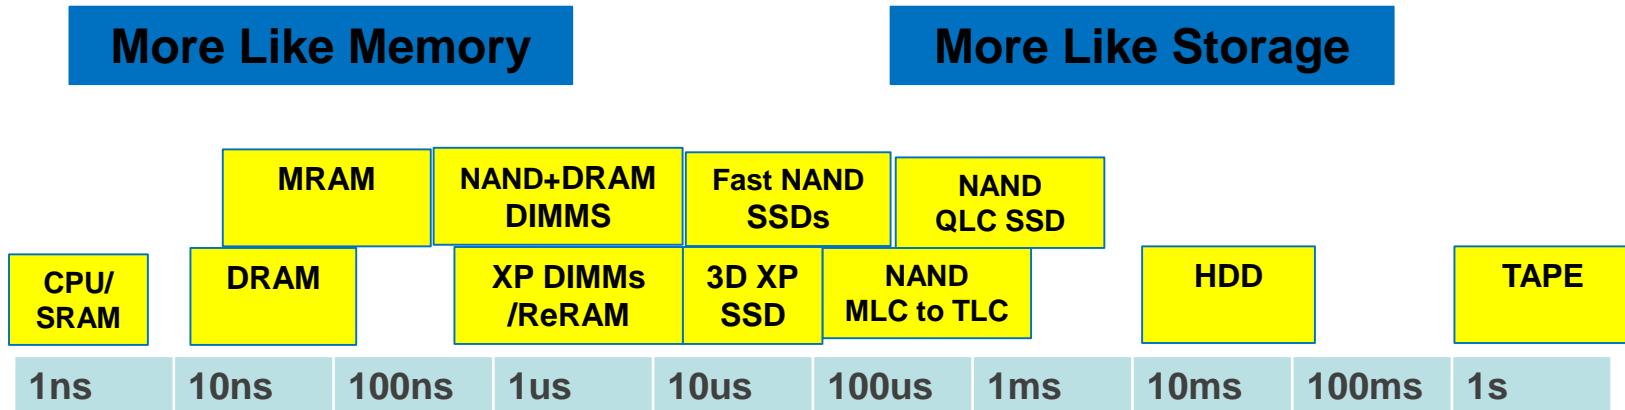 More Like Memory
More Like Storage
MRAM
NAND+DRAM
DIMMS
Fast NAND
SSDs
NAND
QLC SSD
CPU/
SRAM
DRAM
XP DIMMs
/ReRAM
3D XP
SSD
NAND
MLC to TLC
HDD
TAPE
1ns
10ns
100ns
1us
10us
100us
1ms
10ms
100ms
1s